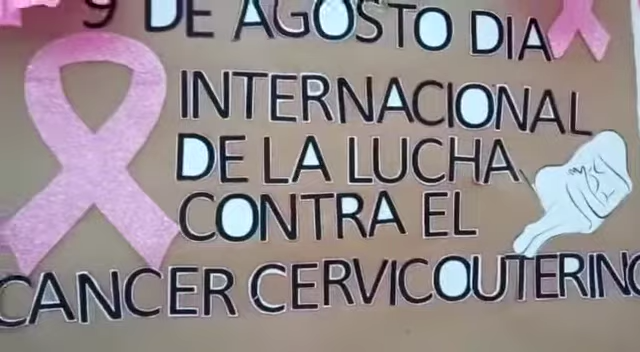 9 DE AGOSTO DIA
INTERNACIONAL
DE LA LUCHA
CONTRA EL
CANCER CERVICOUTERINO